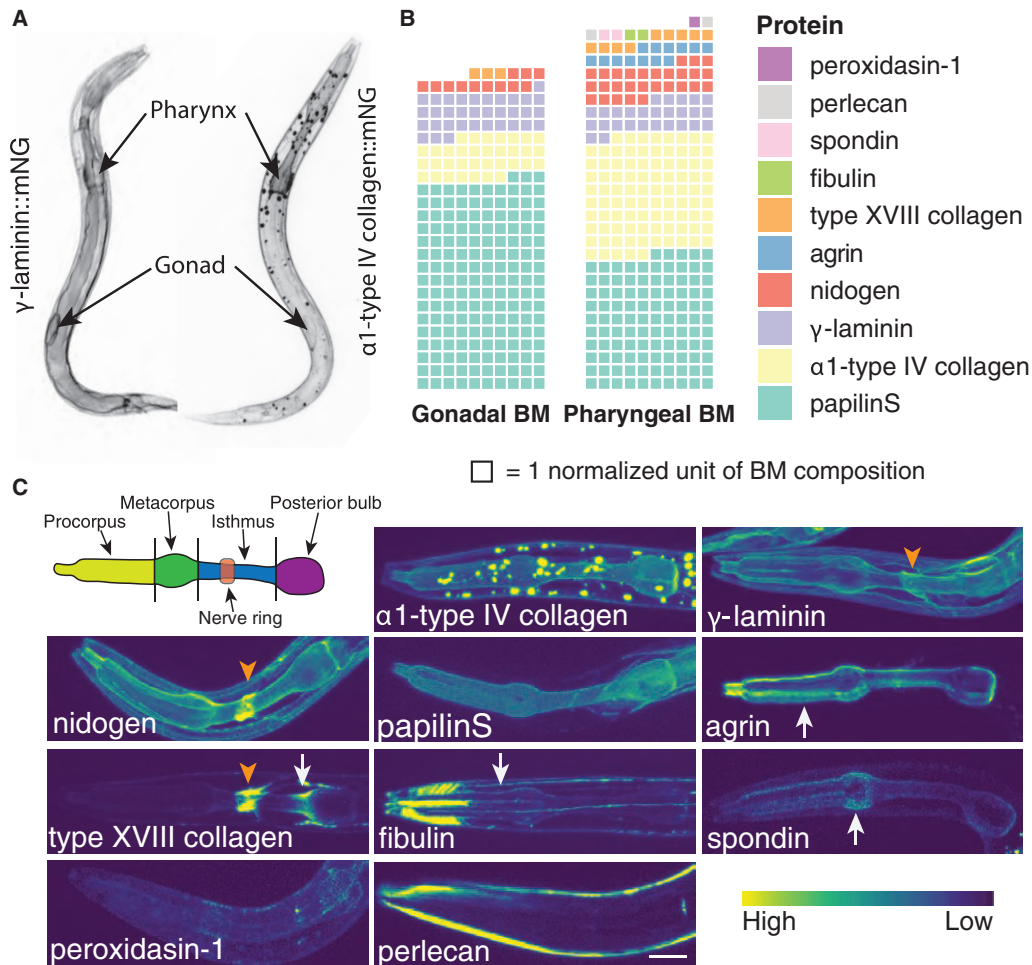 A
γ-laminin::mNG
Pharynx
Gonad
α1-type IV collagen::mNG
B
Gonadal BM
Pharyngeal BM
Protein
peroxidasin-1
perlecan
spondin
fibulin
type XVIII collagen
agrin
nidogen
γ-laminin
α1-type IV collagen
papilinS
= 1 normalized unit of BM composition
C
Procorpus
Metacorpus
Isthmus
Posterior bulb
Nerve ring
α1-type IV collagen
γ-laminin
nidogen
papilinS
agrin
type XVIII collagen
fibulin
spondin
peroxidasin-1
perlecan
High
Low